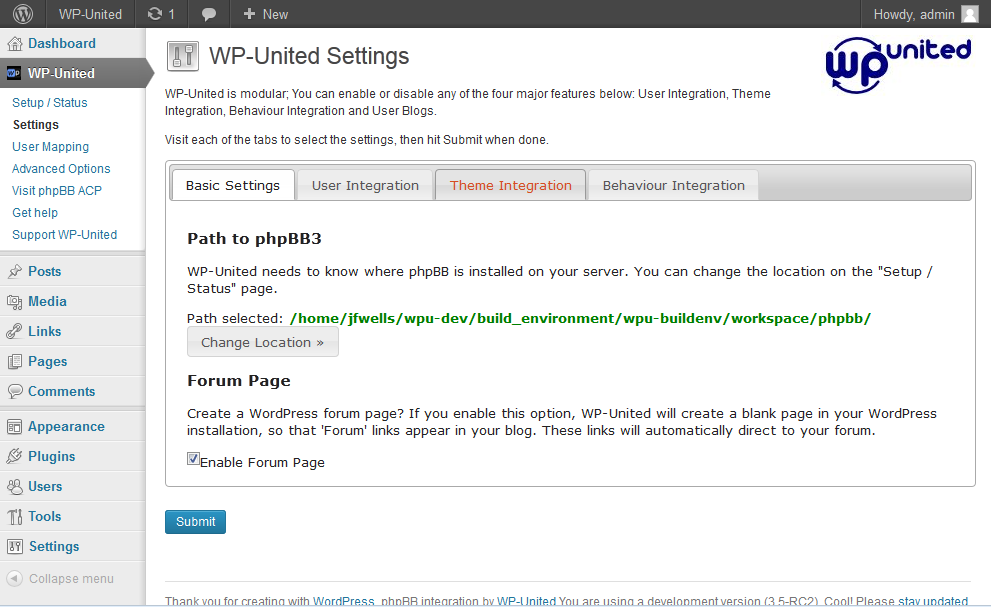 WP-United 1 New Howdy, admin
Dashboard
WP-United
Setup / Status
Settings
User Mapping
Advanced Options
Visit phpBB ACP
Get help
Support WP-United
Posts
Media
Links
Pages
Comments
Appearance
Plugins
Users
Tools
Settings
Collapse menu
WP-United Settings
wp united
WP-United is modular; You can enable or disable any of the four major features below: User Integration, Theme
Integration, Behaviour Integration and User Blogs.
Visit each of the tabs to select the settings, then hit Submit when done.
Basic Settings User Integration Theme Integration Behaviour Integration
Path to phpBB3
WP-United needs to know where phpBB is installed on your server. You can change the location on the "Setup /
Status" page.
Path selected: /home/jfwells/wpu-dev/build_environment/wpu-buildenv/workspace/phpbb/
Change Location »
Forum Page
Create a WordPress forum page? If you enable this option, WP-United will create a blank page in your WordPress
installation, so that 'Forum' links appear in your blog. These links will automatically direct to your forum.
Enable Forum Page
Submit
Thank you for creating with WordPress. phpBB integration by WP-United You are using a development version (3.5-RC2). Cool! Please stay updated.